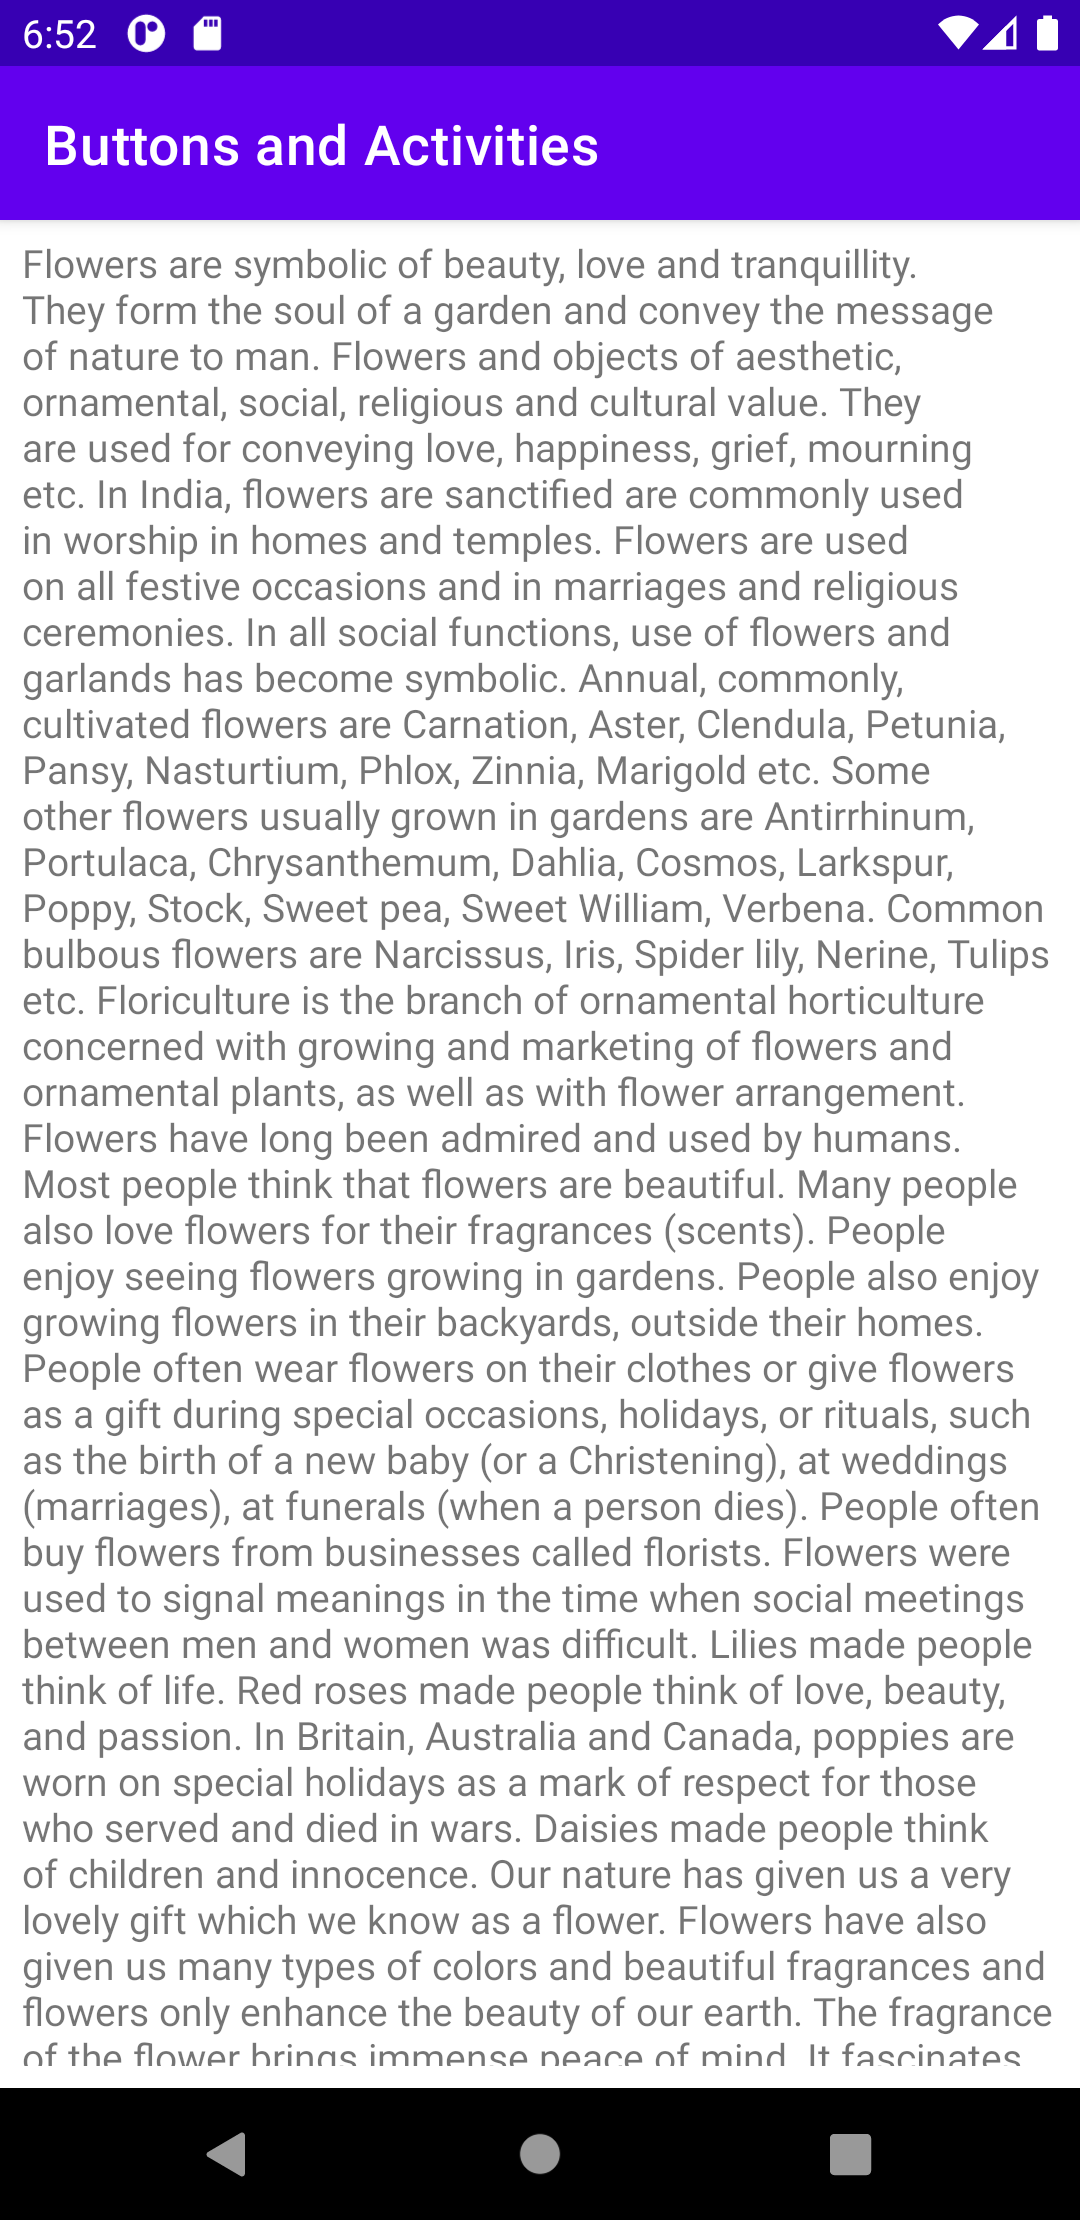 6:52
Buttons and Activities
Flowers are symbolic of beauty, love and tranquillity.
They form the soul of a garden and convey the message
of nature to man. Flowers and objects of aesthetic,
ornamental, social, religious and cultural value. They
are used for conveying love, happiness, grief, mourning
etc. In India, flowers are sanctified are commonly used
in worship in homes and temples. Flowers are used
on all festive occasions and in marriages and religious
ceremonies. In all social functions, use of flowers and
garlands has become symbolic. Annual, commonly,
cultivated flowers are Carnation, Aster, Clendula, Petunia,
Pansy, Nasturtium, Phlox, Zinnia, Marigold etc. Some
other flowers usually grown in gardens are Antirrhinum,
Portulaca, Chrysanthemum, Dahlia, Cosmos, Larkspur,
Poppy, Stock, Sweet pea, Sweet William, Verbena. Common
bulbous flowers are Narcissus, Iris, Spider lily, Nerine, Tulips
etc. Floriculture is the branch of ornamental horticulture
concerned with growing and marketing of flowers and
ornamental plants, as well as with flower arrangement.
Flowers have long been admired and used by humans.
Most people think that flowers are beautiful. Many people
also love flowers for their fragrances (scents). People
enjoy seeing flowers growing in gardens. People also enjoy
growing flowers in their backyards, outside their homes.
People often wear flowers on their clothes or give flowers
as a gift during special occasions, holidays, or rituals, such
as the birth of a new baby (or a Christening), at weddings
(marriages), at funerals (when a person dies). People often
buy flowers from businesses called florists. Flowers were
used to signal meanings in the time when social meetings
between men and women was difficult. Lilies made people
think of life. Red roses made people think of love, beauty,
and passion. In Britain, Australia and Canada, poppies are
worn on special holidays as a mark of respect for those
who served and died in wars. Daisies made people think
of children and innocence. Our nature has given us a very
lovely gift which we know as a flower. Flowers have also
given us many types of colors and beautiful fragrances and
flowers only enhance the beauty of our earth. The fragrance
of the flower brings immense peace of mind. It fascinates